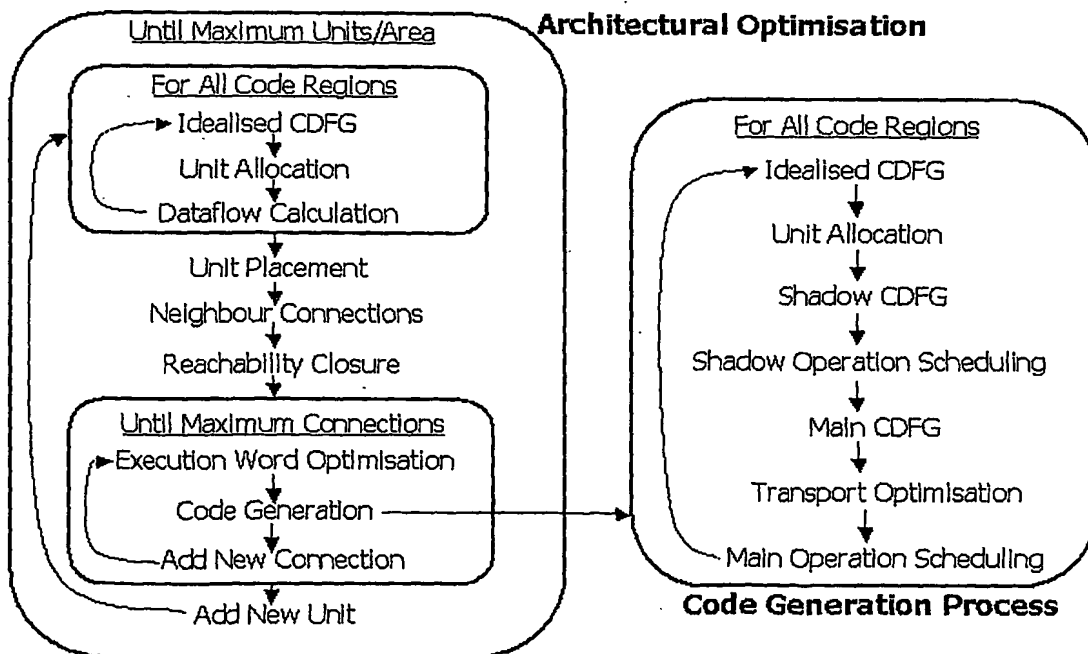 Architectural Optimisation
Until Maximum Units/Area
For All Code Regions
Idealised CDFG
Unit Allocation
Dataflow Calculation
Unit Placement
Neighbour Connections
Reachability Closure
Until Maximum Connections
Execution Word Optimisation
Code Generation
Add New Connection
Add New Unit
For All Code Regions
Idealised CDFG
Unit Allocation
Shadow CDFG
Shadow Operation Scheduling
Main CDFG
Transport Optimisation
Main Operation Scheduling
Code Generation Process